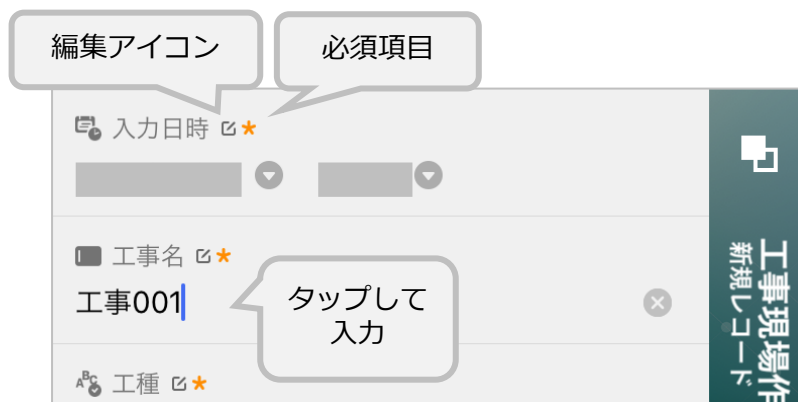 編集アイコン
必須項目
入力日時
工事名
工事001
タップして
入力
工種
工事現場作
新規レコード